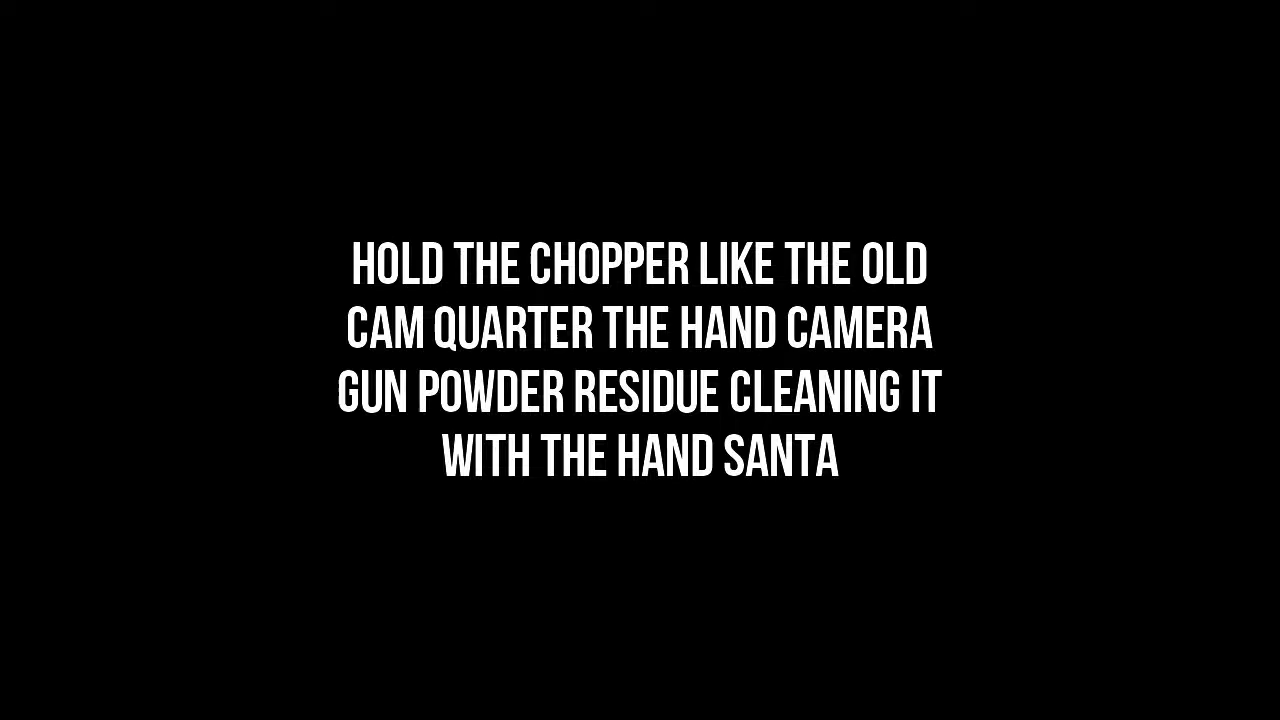 HOLD THE CHOPPER LIKE THE OLD
CAM QUARTER THE HAND CAMERA
GUN POWDER RESIDUE CLEANING IT
WITH THE HAND SANTA